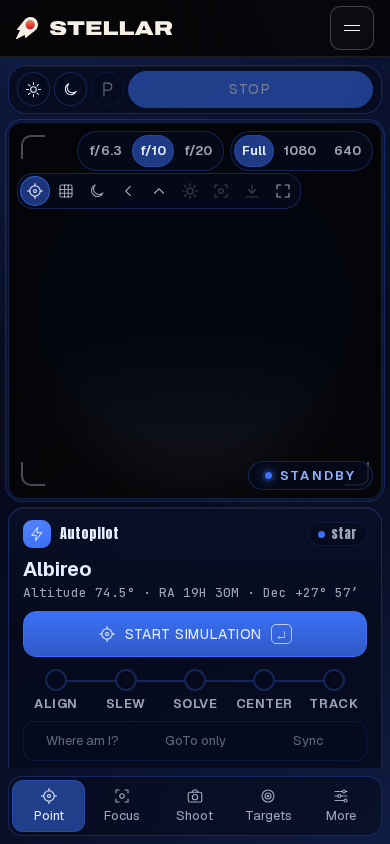 STELLAR
P STOP
f/6.3 f/10 f/20 Full 1080 640
STANDBY
Autopilot star
Albireo
Altitude 74.5° · RA 19H 30M · Dec +27° 57′
START SIMULATION
ALIGN SLEW SOLVE CENTER TRACK
Where am I? GoTo only Sync
Point Focus Shoot Targets More